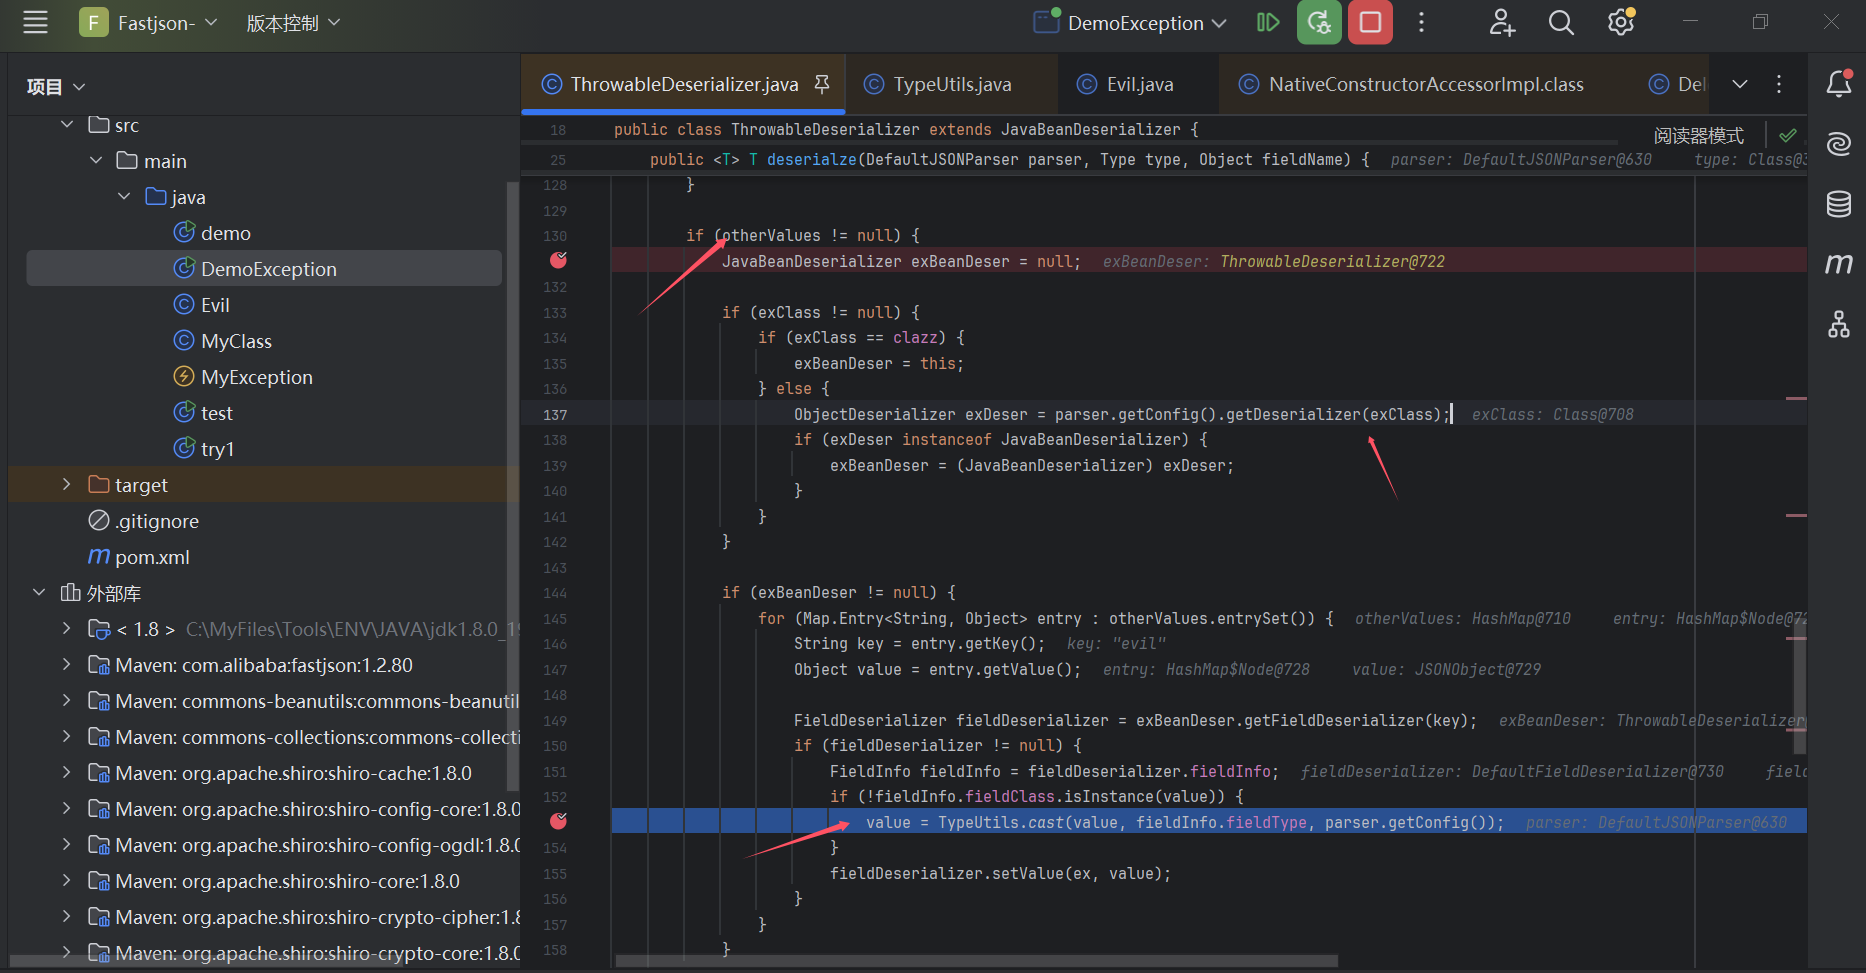 F Fastjson- 版本控制 DemoException
项目
ThrowableDeserializer.java TypeUtils.java Evil.java NativeConstructorAccessorImpl.class Del
src
main
java
demo
DemoException
Evil
MyClass
MyException
test
try1
target
.gitignore
pom.xml
外部库
< 1.8 > C:\MyFiles\Tools\ENV\JAVA\jdk1.8.0_19
Maven: com.alibaba:fastjson:1.2.80
Maven: commons-beanutils:commons-beanutil
Maven: commons-collections:commons-collecti
Maven: org.apache.shiro:shiro-cache:1.8.0
Maven: org.apache.shiro:shiro-config-core:1.8.0
Maven: org.apache.shiro:shiro-config-ogdl:1.8.0
Maven: org.apache.shiro:shiro-core:1.8.0
Maven: org.apache.shiro:shiro-crypto-cipher:1.8
Maven: org.apache.shiro:shiro-crypto-core:1.8.0
18 public class ThrowableDeserializer extends JavaBeanDeserializer {
阅读器模式
25 public <T> T deserialze(DefaultJSONParser parser, Type type, Object fieldName) { parser: DefaultJSONParser@630 type: Class@3
128 }
129
130 if (otherValues != null) {
JavaBeanDeserializer exBeanDeser = null; exBeanDeser: ThrowableDeserializer@722
132
133 if (exClass != null) {
134 if (exClass == clazz) {
135 exBeanDeser = this;
136 } else {
137 ObjectDeserializer exDeser = parser.getConfig().getDeserializer(exClass); exClass: Class@708
138 if (exDeser instanceof JavaBeanDeserializer) {
139 exBeanDeser = (JavaBeanDeserializer) exDeser;
140 }
141 }
142 }
143
144 if (exBeanDeser != null) {
145 for (Map.Entry<String, Object> entry : otherValues.entrySet()) { otherValues: HashMap@710 entry: HashMap$Node@72
146 String key = entry.getKey(); key: "evil"
147 Object value = entry.getValue(); entry: HashMap$Node@728 value: JSONObject@729
148
149 FieldDeserializer fieldDeserializer = exBeanDeser.getFieldDeserializer(key); exBeanDeser: ThrowableDeserializer
150 if (fieldDeserializer != null) {
151 FieldInfo fieldInfo = fieldDeserializer.fieldInfo; fieldDeserializer: DefaultFieldDeserializer@730 fiel
152 if (!fieldInfo.fieldClass.isInstance(value)) {
value = TypeUtils.cast(value, fieldInfo.fieldType, parser.getConfig()); parser: DefaultJSONParser@630
154 }
155 fieldDeserializer.setValue(ex, value);
156 }
157 }
158 }